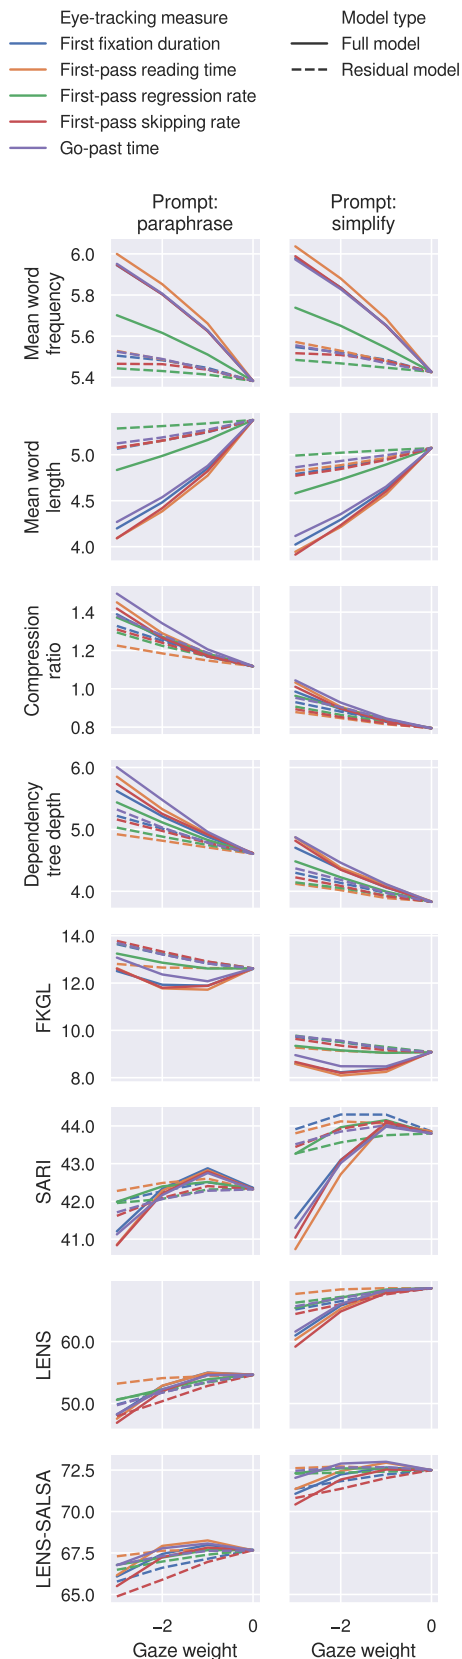 Eye-tracking measure
First fixation duration
First-pass reading time
First-pass regression rate
First-pass skipping rate
Go-past time
Model type
Full model
Residual model
Prompt:
paraphrase
Prompt:
simplify
Mean word
frequency
6.0
5.8
5.6
5.4
Mean word
length
5.0
4.5
4.0
Compression
ratio
1.4
1.2
1.0
0.8
Dependency
tree depth
6.0
5.0
4.0
FKGL
14.0
12.0
10.0
8.0
SARI
44.0
43.0
42.0
41.0
LENS
60.0
50.0
LENS-SALSA
72.5
70.0
67.5
65.0
−2 0
−2 0
Gaze weight
Gaze weight